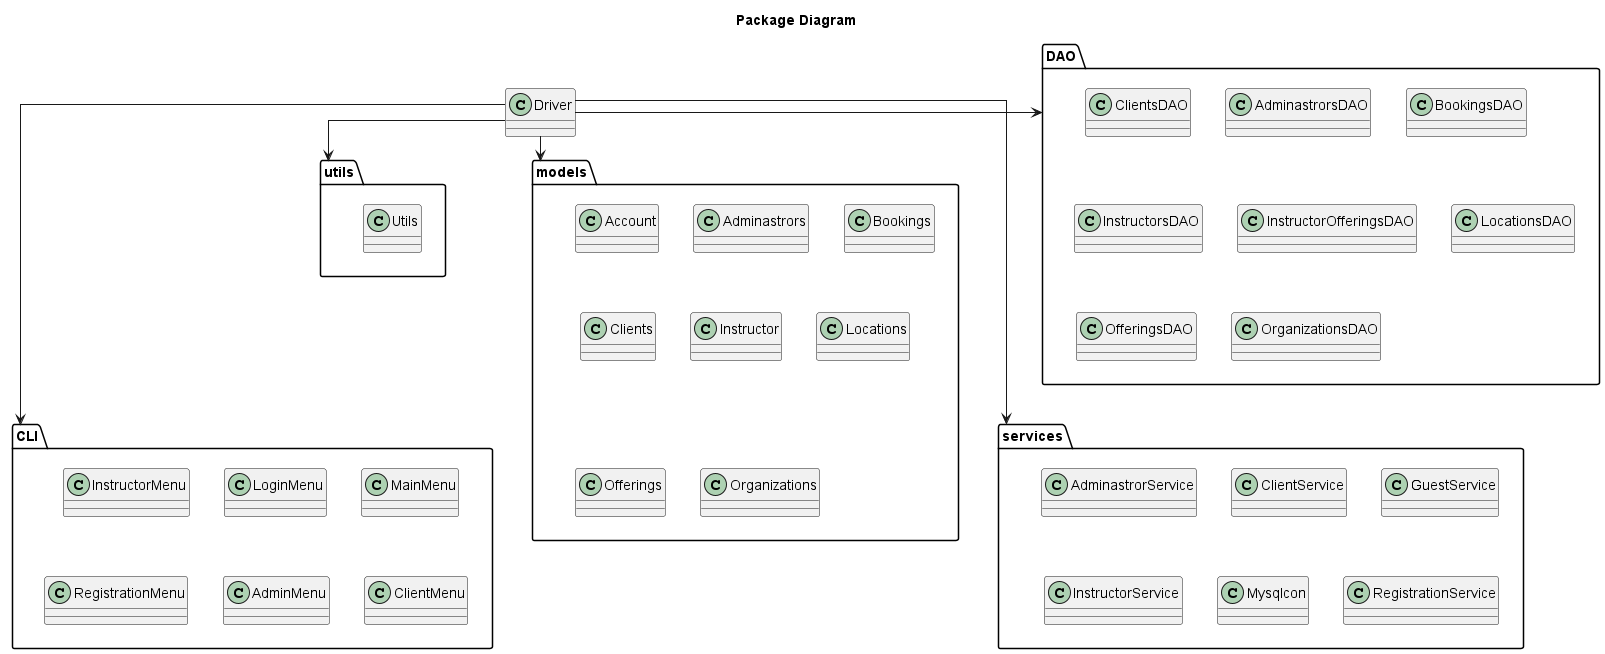 Package Diagram
DAO
C Driver
C ClientsDAO
C AdminastrorsDAO
C BookingsDAO
utils
models
C Utils
C Account
C Adminastrors
C Bookings
C InstructorsDAO
C InstructorOfferingsDAO
C LocationsDAO
C Clients
C Instructor
C Locations
C OfferingsDAO
C OrganizationsDAO
CLI
services
C InstructorMenu
C LoginMenu
C MainMenu
C Offerings
C Organizations
C AdminastrorService
C ClientService
C GuestService
C RegistrationMenu
C AdminMenu
C ClientMenu
C InstructorService
C Mysqlcon
C RegistrationService